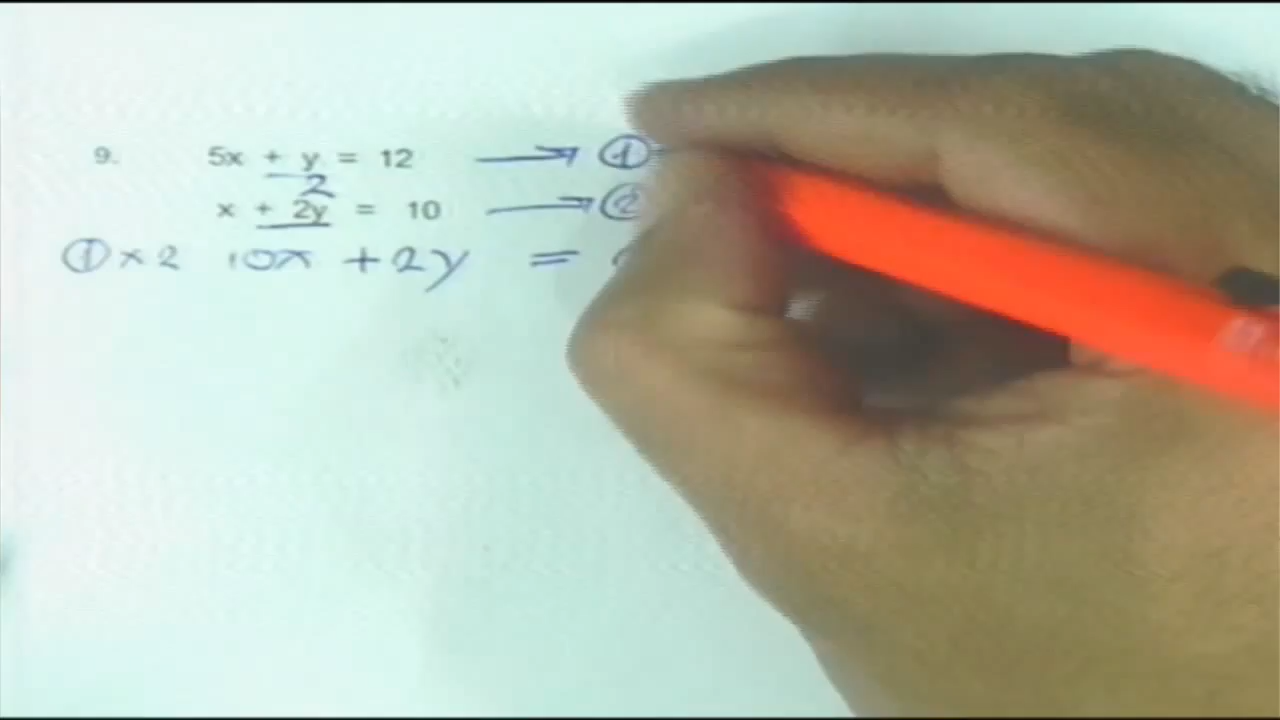 9. 5x + y = 12 → ①
2
x + 2y = 10 → ②
① × 2 10x + 2y =